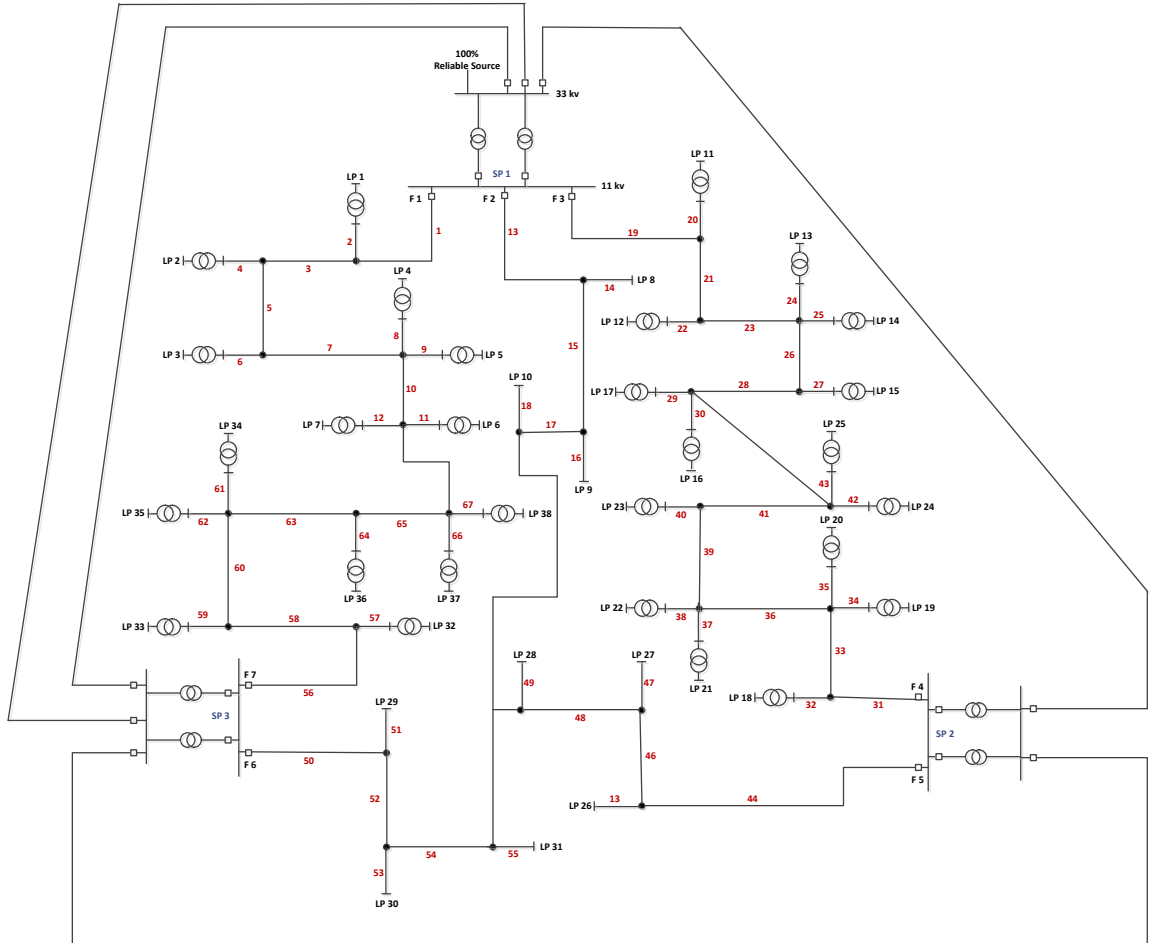 100%
Reliable Source
33 kv
SP 1
11 kv
F 1
F 2
F 3
LP 11
LP 1
20
1
13
19
2
LP 13
LP 2
4
3
LP 4
21
14
LP 8
24
5
8
LP 12
22
23
25
LP 14
15
26
LP 3
6
7
9
LP 5
10
LP 10
LP 17
29
28
27
LP 15
18
30
LP 7
12
11
LP 6
17
LP 34
LP 25
16
LP 16
LP 9
61
43
LP 35
62
63
65
67
LP 38
LP 23
40
41
42
LP 24
LP 20
64
66
39
60
35
LP 36
LP 37
59
58
57
LP 33
LP 32
LP 22
38
36
34
LP 19
37
33
LP 28
LP 27
LP 21
F 7
49
47
LP 18
32
31
F 4
56
LP 29
SP 3
48
SP 2
51
46
F 6
50
F 5
52
LP 26
13
44
54
55
LP 31
53
LP 30